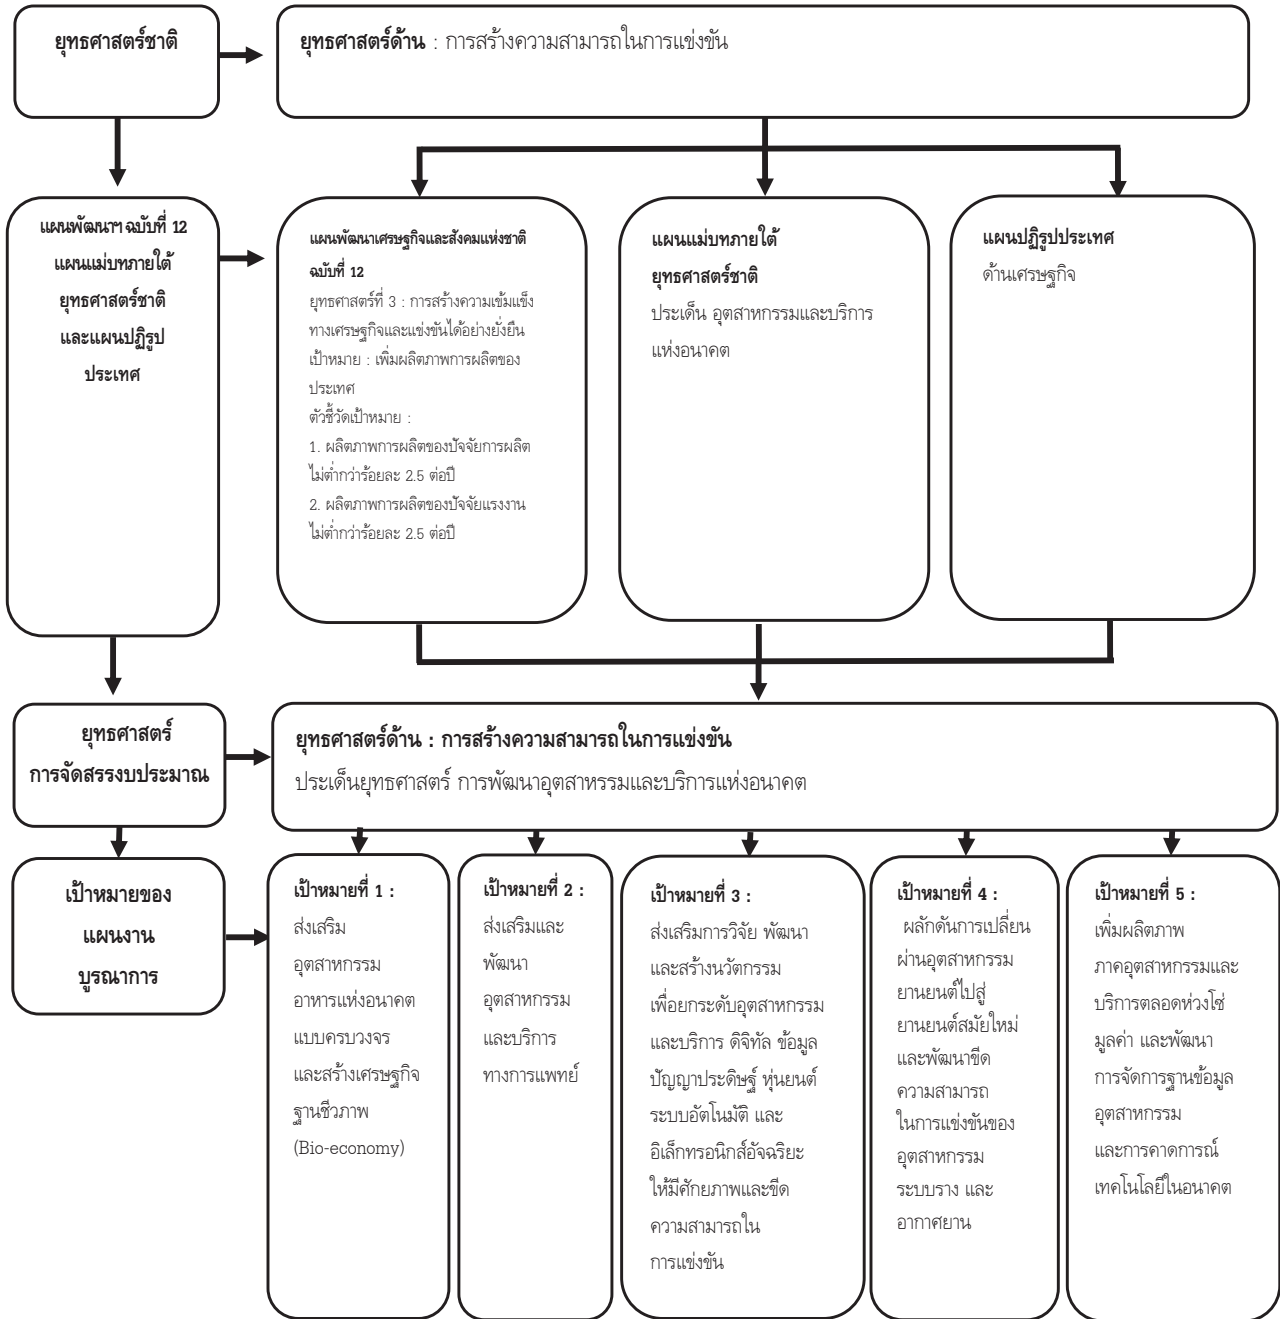 ยุทธศาสตร์ชาติ
ยุทธศาสตร์ด้าน : การสร้างความสามารถในการแข่งขัน
แผนพัฒนาฯ ฉบับที่ 12
แผนแม่บทภายใต้
ยุทธศาสตร์ชาติ
และแผนปฏิรูป
ประเทศ
แผนพัฒนาเศรษฐกิจและสังคมแห่งชาติ
ฉบับที่ 12
ยุทธศาสตร์ที่ 3 : การสร้างความเข้มแข็ง
ทางเศรษฐกิจและแข่งขันได้อย่างยั่งยืน
เป้าหมาย : เพิ่มผลิตภาพการผลิตของ
ประเทศ
ตัวชี้วัดเป้าหมาย :
1. ผลิตภาพการผลิตของปัจจัยการผลิต
ไม่ต่ำกว่าร้อยละ 2.5 ต่อปี
2. ผลิตภาพการผลิตของปัจจัยแรงงาน
ไม่ต่ำกว่าร้อยละ 2.5 ต่อปี
แผนแม่บทภายใต้
ยุทธศาสตร์ชาติ
ประเด็น อุตสาหกรรมและบริการ
แห่งอนาคต
แผนปฏิรูปประเทศ
ด้านเศรษฐกิจ
ยุทธศาสตร์
การจัดสรรงบประมาณ
ยุทธศาสตร์ด้าน : การสร้างความสามารถในการแข่งขัน
ประเด็นยุทธศาสตร์ การพัฒนาอุตสาหรรมและบริการแห่งอนาคต
เป้าหมายของ
แผนงาน
บูรณาการ
เป้าหมายที่ 1 :
ส่งเสริม
อุตสาหกรรม
อาหารแห่งอนาคต
แบบครบวงจร
และสร้างเศรษฐกิจ
ฐานชีวภาพ
(Bio-economy)
เป้าหมายที่ 2 :
ส่งเสริมและ
พัฒนา
อุตสาหกรรม
และบริการ
ทางการแพทย์
เป้าหมายที่ 3 :
ส่งเสริมการวิจัย พัฒนา
และสร้างนวัตกรรม
เพื่อยกระดับอุตสาหกรรม
และบริการ ดิจิทัล ข้อมูล
ปัญญาประดิษฐ์ หุ่นยนต์
ระบบอัตโนมัติ และ
อิเล็กทรอนิกส์อัจฉริยะ
ให้มีศักยภาพและขีด
ความสามารถใน
การแข่งขัน
เป้าหมายที่ 4 :
ผลักดันการเปลี่ยน
ผ่านอุตสาหกรรม
ยานยนต์ไปสู่
ยานยนต์สมัยใหม่
และพัฒนาขีด
ความสามารถ
ในการแข่งขันของ
อุตสาหกรรม
ระบบราง และ
อากาศยาน
เป้าหมายที่ 5 :
เพิ่มผลิตภาพ
ภาคอุตสาหกรรมและ
บริการตลอดห่วงโซ่
มูลค่า และพัฒนา
การจัดการฐานข้อมูล
อุตสาหกรรม
และการคาดการณ์
เทคโนโลยีในอนาคต